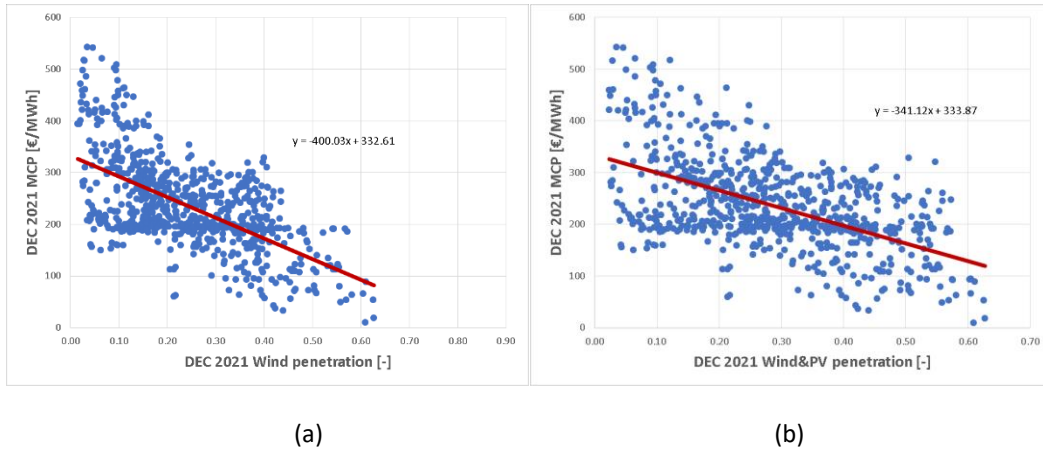 DEC 2021 MCP [€/MWh]
600
500
400
300
200
100
0
y = -400.03x + 332.61
0.00 0.10 0.20 0.30 0.40 0.50 0.60 0.70 0.80 0.90
DEC 2021 Wind penetration [-]
(a)
DEC 2021 MCP [€/MWh]
600
500
400
300
200
100
0
y = -341.12x + 333.87
0.00 0.10 0.20 0.30 0.40 0.50 0.60 0.70
DEC 2021 Wind&PV penetration [-]
(b)